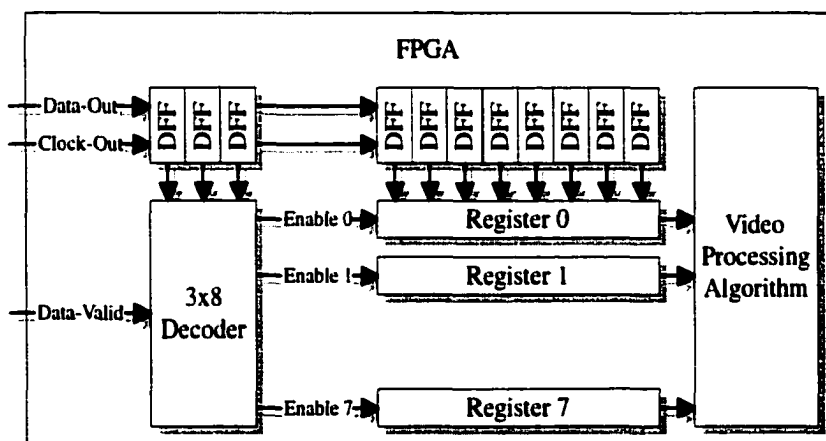 FPGA
Data-Out
Clock-Out
DFF DFF DFF
DFF DFF DFF DFF DFF DFF DFF DFF
Enable 0
Register 0
Enable 1
Register 1
3x8
Decoder
Data-Valid
Video
Processing
Algorithm
Enable 7
Register 7